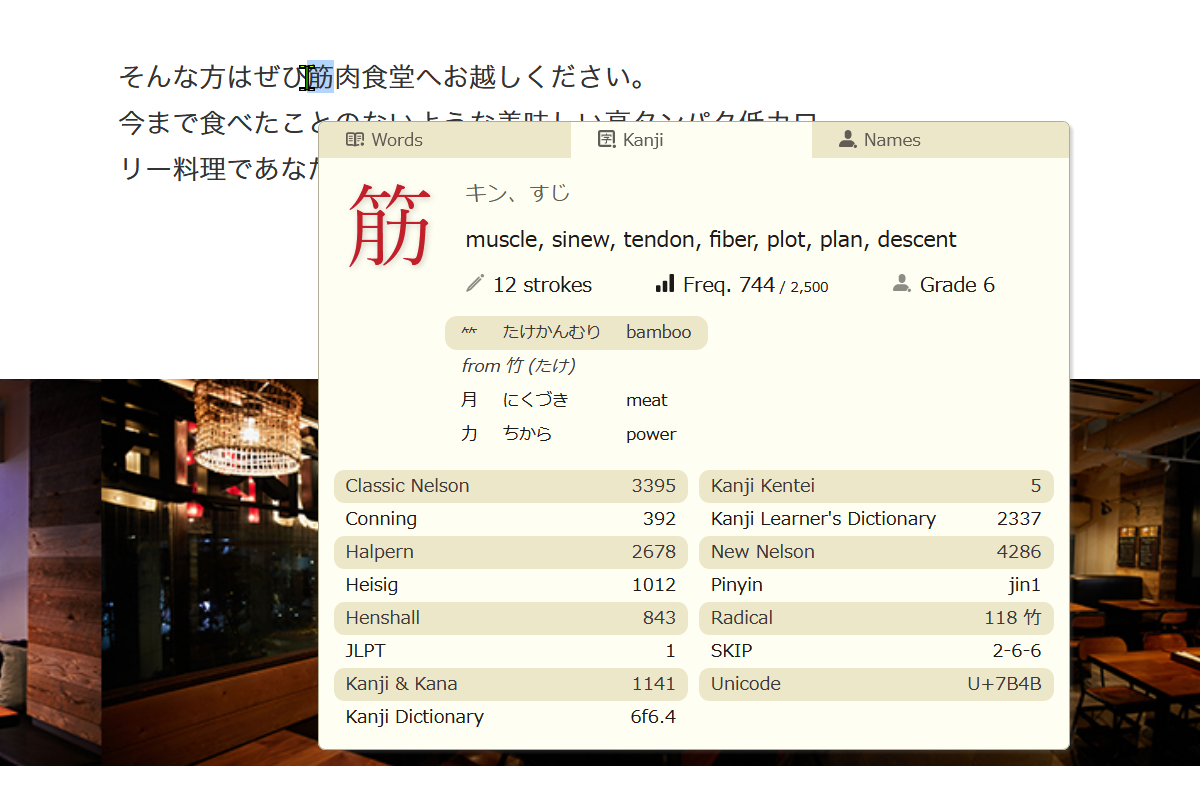 そんな方はぜひ筋肉食堂へお越しください。
今まで食べたことのないような美味しい高タンパク低カロ
リー料理であなた
Words
Kanji
Names
筋
キン、すじ
muscle, sinew, tendon, fiber, plot, plan, descent
12 strokes
Freq. 744 / 2,500
Grade 6
⺮ たけかんむり bamboo
from 竹 (たけ)
月 にくづき meat
力 ちから power
Classic Nelson 3395
Conning 392
Halpern 2678
Heisig 1012
Henshall 843
JLPT 1
Kanji & Kana 1141
Kanji Dictionary 6f6.4
Kanji Kentei 5
Kanji Learner's Dictionary 2337
New Nelson 4286
Pinyin jin1
Radical 118 竹
SKIP 2-6-6
Unicode U+7B4B